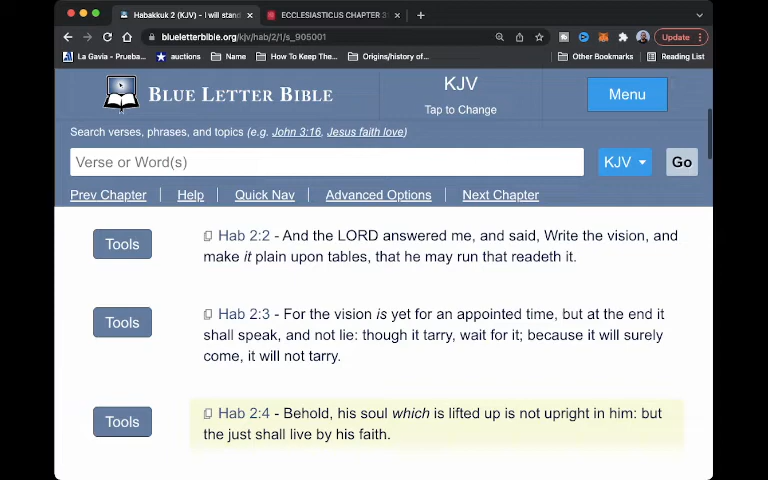 Habakkuk 2 (KJV) - I will stand
ECCLESIASTICUS CHAPTER 3
blueletterbible.org/kjv/hab/2/1/s_905001
Update
La Gavia - Prueba...
auctions
Name
How To Keep The...
Origins/history of...
Other Bookmarks
Reading List
BLUE LETTER BIBLE
KJV
Tap to Change
Menu
Search verses, phrases, and topics (e.g. John 3:16, Jesus faith love)
Verse or Word(s)
KJV
Go
Prev Chapter
Help
Quick Nav
Advanced Options
Next Chapter
Tools
Hab 2:2 - And the LORD answered me, and said, Write the vision, and
make it plain upon tables, that he may run that readeth it.
Tools
Hab 2:3 - For the vision is yet for an appointed time, but at the end it
shall speak, and not lie: though it tarry, wait for it; because it will surely
come, it will not tarry.
Tools
Hab 2:4 - Behold, his soul which is lifted up is not upright in him: but
the just shall live by his faith.